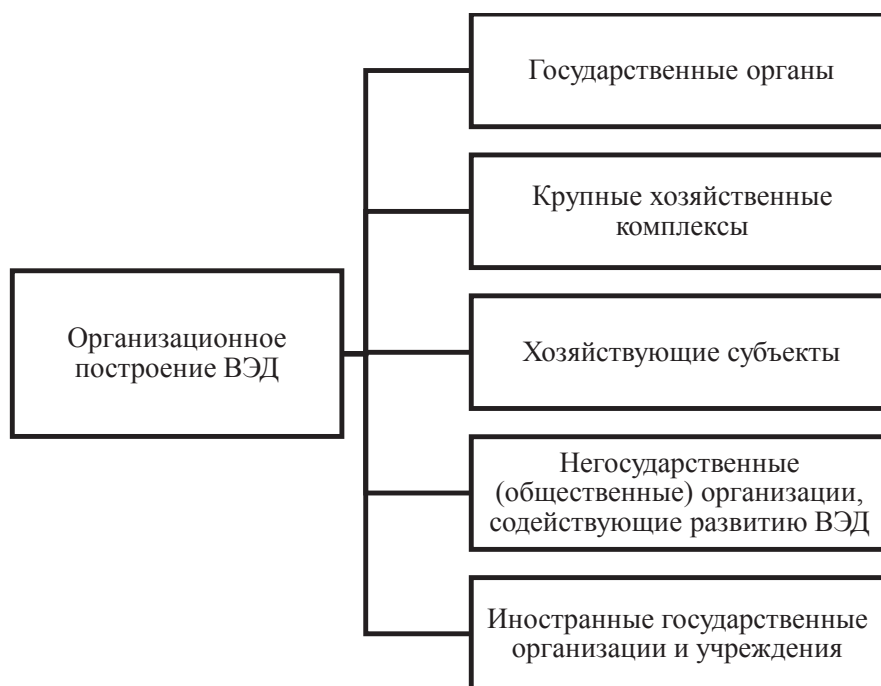 Государственные органы
Крупные хозяйственные
комплексы
Организационное
построение ВЭД
Хозяйствующие субъекты
Негосударственные
(общественные) организации,
содействующие развитию ВЭД
Иностранные государственные
организации и учреждения